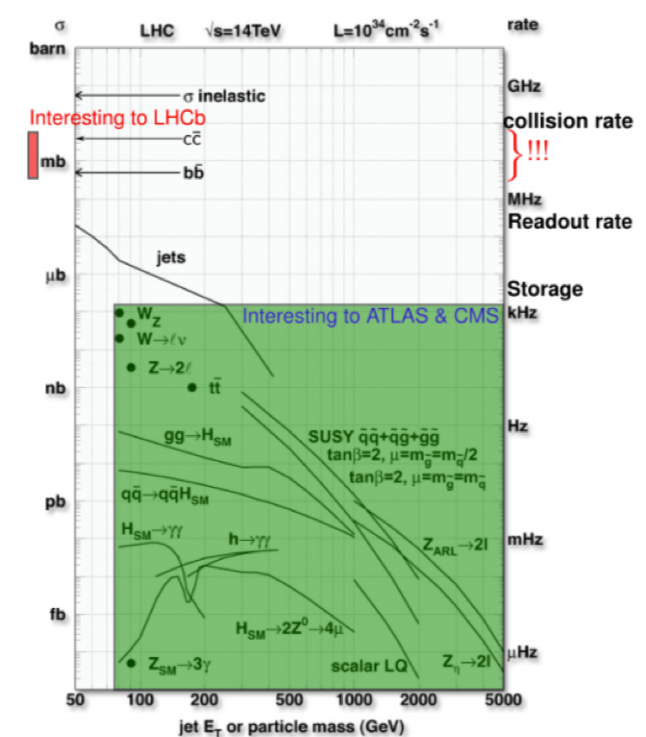 σ LHC √s=14TeV L=10³⁴cm⁻²s⁻¹ rate
barn
GHz
σ inelastic
Interesting to LHCb
collision rate
cc̄
!!!
mb
bb̄
MHz
Readout rate
jets
μb
Storage
W
Interesting to ATLAS & CMS
kHz
Z
W→ℓν
Z→2ℓ
nb
tt̄
Hz
gg→H_SM
SUSY q̃q̃+q̃g̃+g̃g̃
tanβ=2, μ=m_g̃=m_q̃/2
tanβ=2, μ=m_g̃=m_q̃
qq̄→qq̄H_SM
pb
H_SM→γγ
h→γγ
Z_ARL→2l
mHz
fb
H_SM→2Z⁰→4μ
Z_SM→3γ
scalar LQ
Z_η→2l
μHz
50 100 200 500 1000 2000 5000
jet E_T or particle mass (GeV)